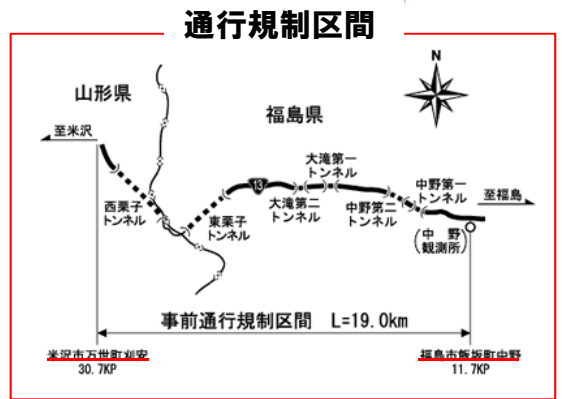 通行規制区間
N
山形県
福島県
至米沢
大滝第一
トンネル
中野第一
トンネル
至福島
13
西栗子
トンネル
東栗子
トンネル
大滝第二
トンネル
中野第二
トンネル
中野
観測所
事前通行規制区間 L=19.0km
米沢市万世町刈安
福島市飯坂町中野
30.7KP
11.7KP